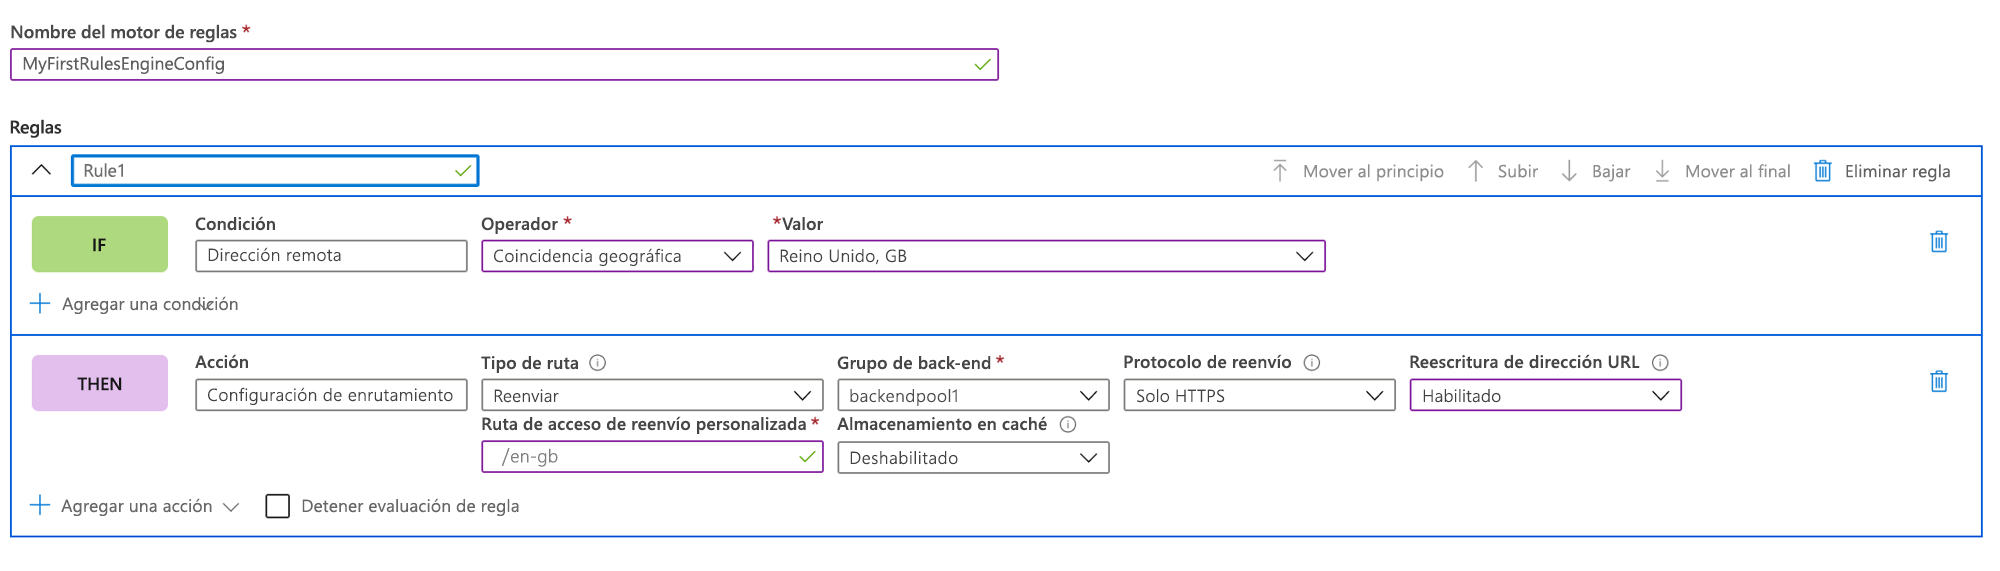 Nombre del motor de reglas *
MyFirstRulesEngineConfig
Reglas
Rule1 Mover al principio Subir Bajar Mover al final Eliminar regla
Condición Operador * *Valor
IF Dirección remota Coincidencia geográfica Reino Unido, GB
Agregar una condición
Acción Tipo de ruta Grupo de back-end * Protocolo de reenvío Reescritura de dirección URL
THEN Configuración de enrutamiento Reenviar backendpool1 Solo HTTPS Habilitado
Ruta de acceso de reenvío personalizada * Almacenamiento en caché
/en-gb Deshabilitado
Agregar una acción Detener evaluación de regla